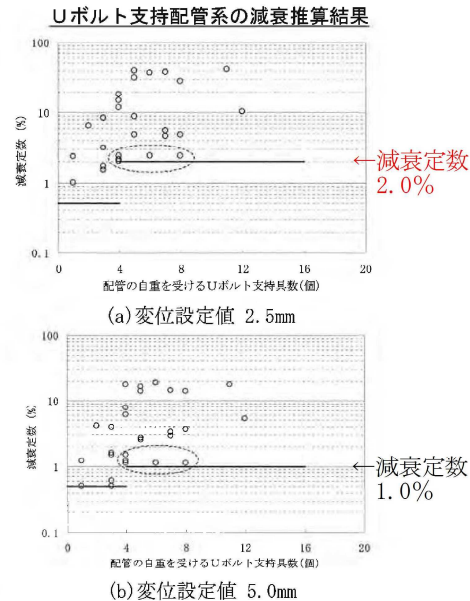 Uボルト支持配管系の減衰推算結果
100
10
1
0.1
減衰定数 (%)
0
4
8
12
16
20
配管の自重を受けるUボルト支持具数(個)
←減衰定数
2.0%
(a)変位設定値 2.5mm
100
10
1
0.1
減衰定数 (%)
0
4
8
12
16
20
配管の自重を受けるUボルト支持具数(個)
←減衰定数
1.0%
(b)変位設定値 5.0mm